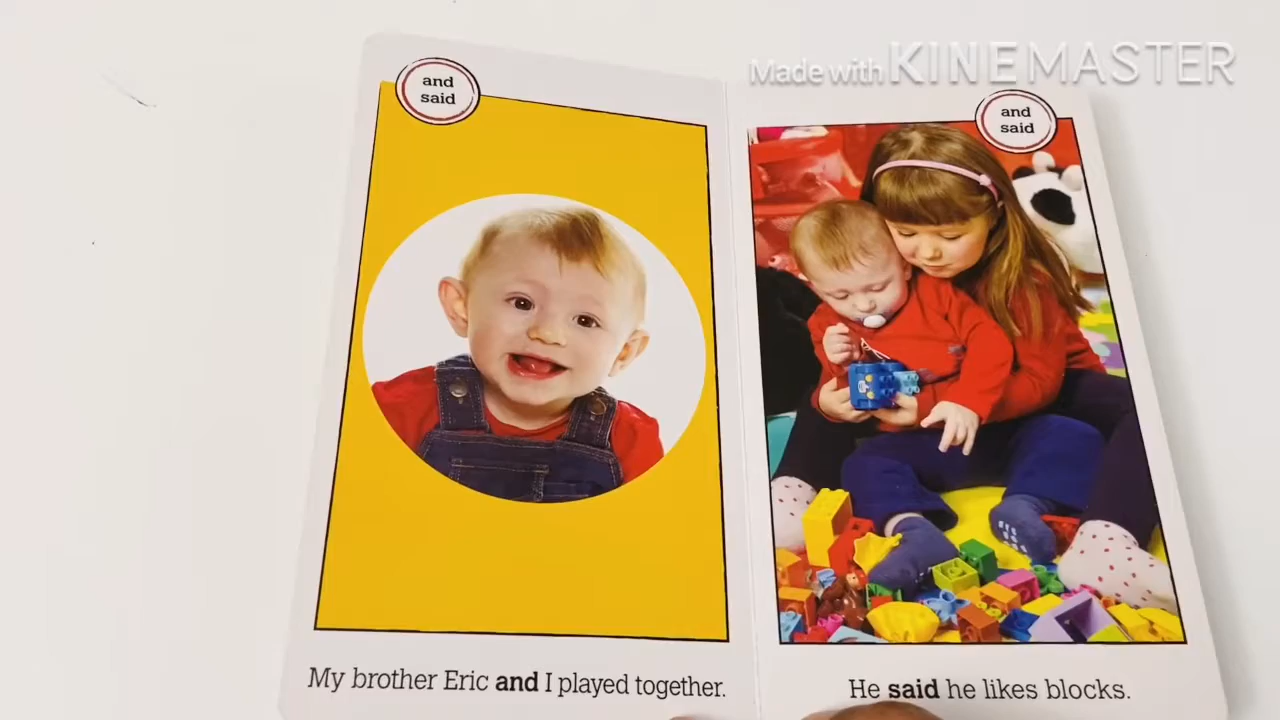 Made with KINEMASTER
and
said
and
said
My brother Eric and I played together.
He said he likes blocks.